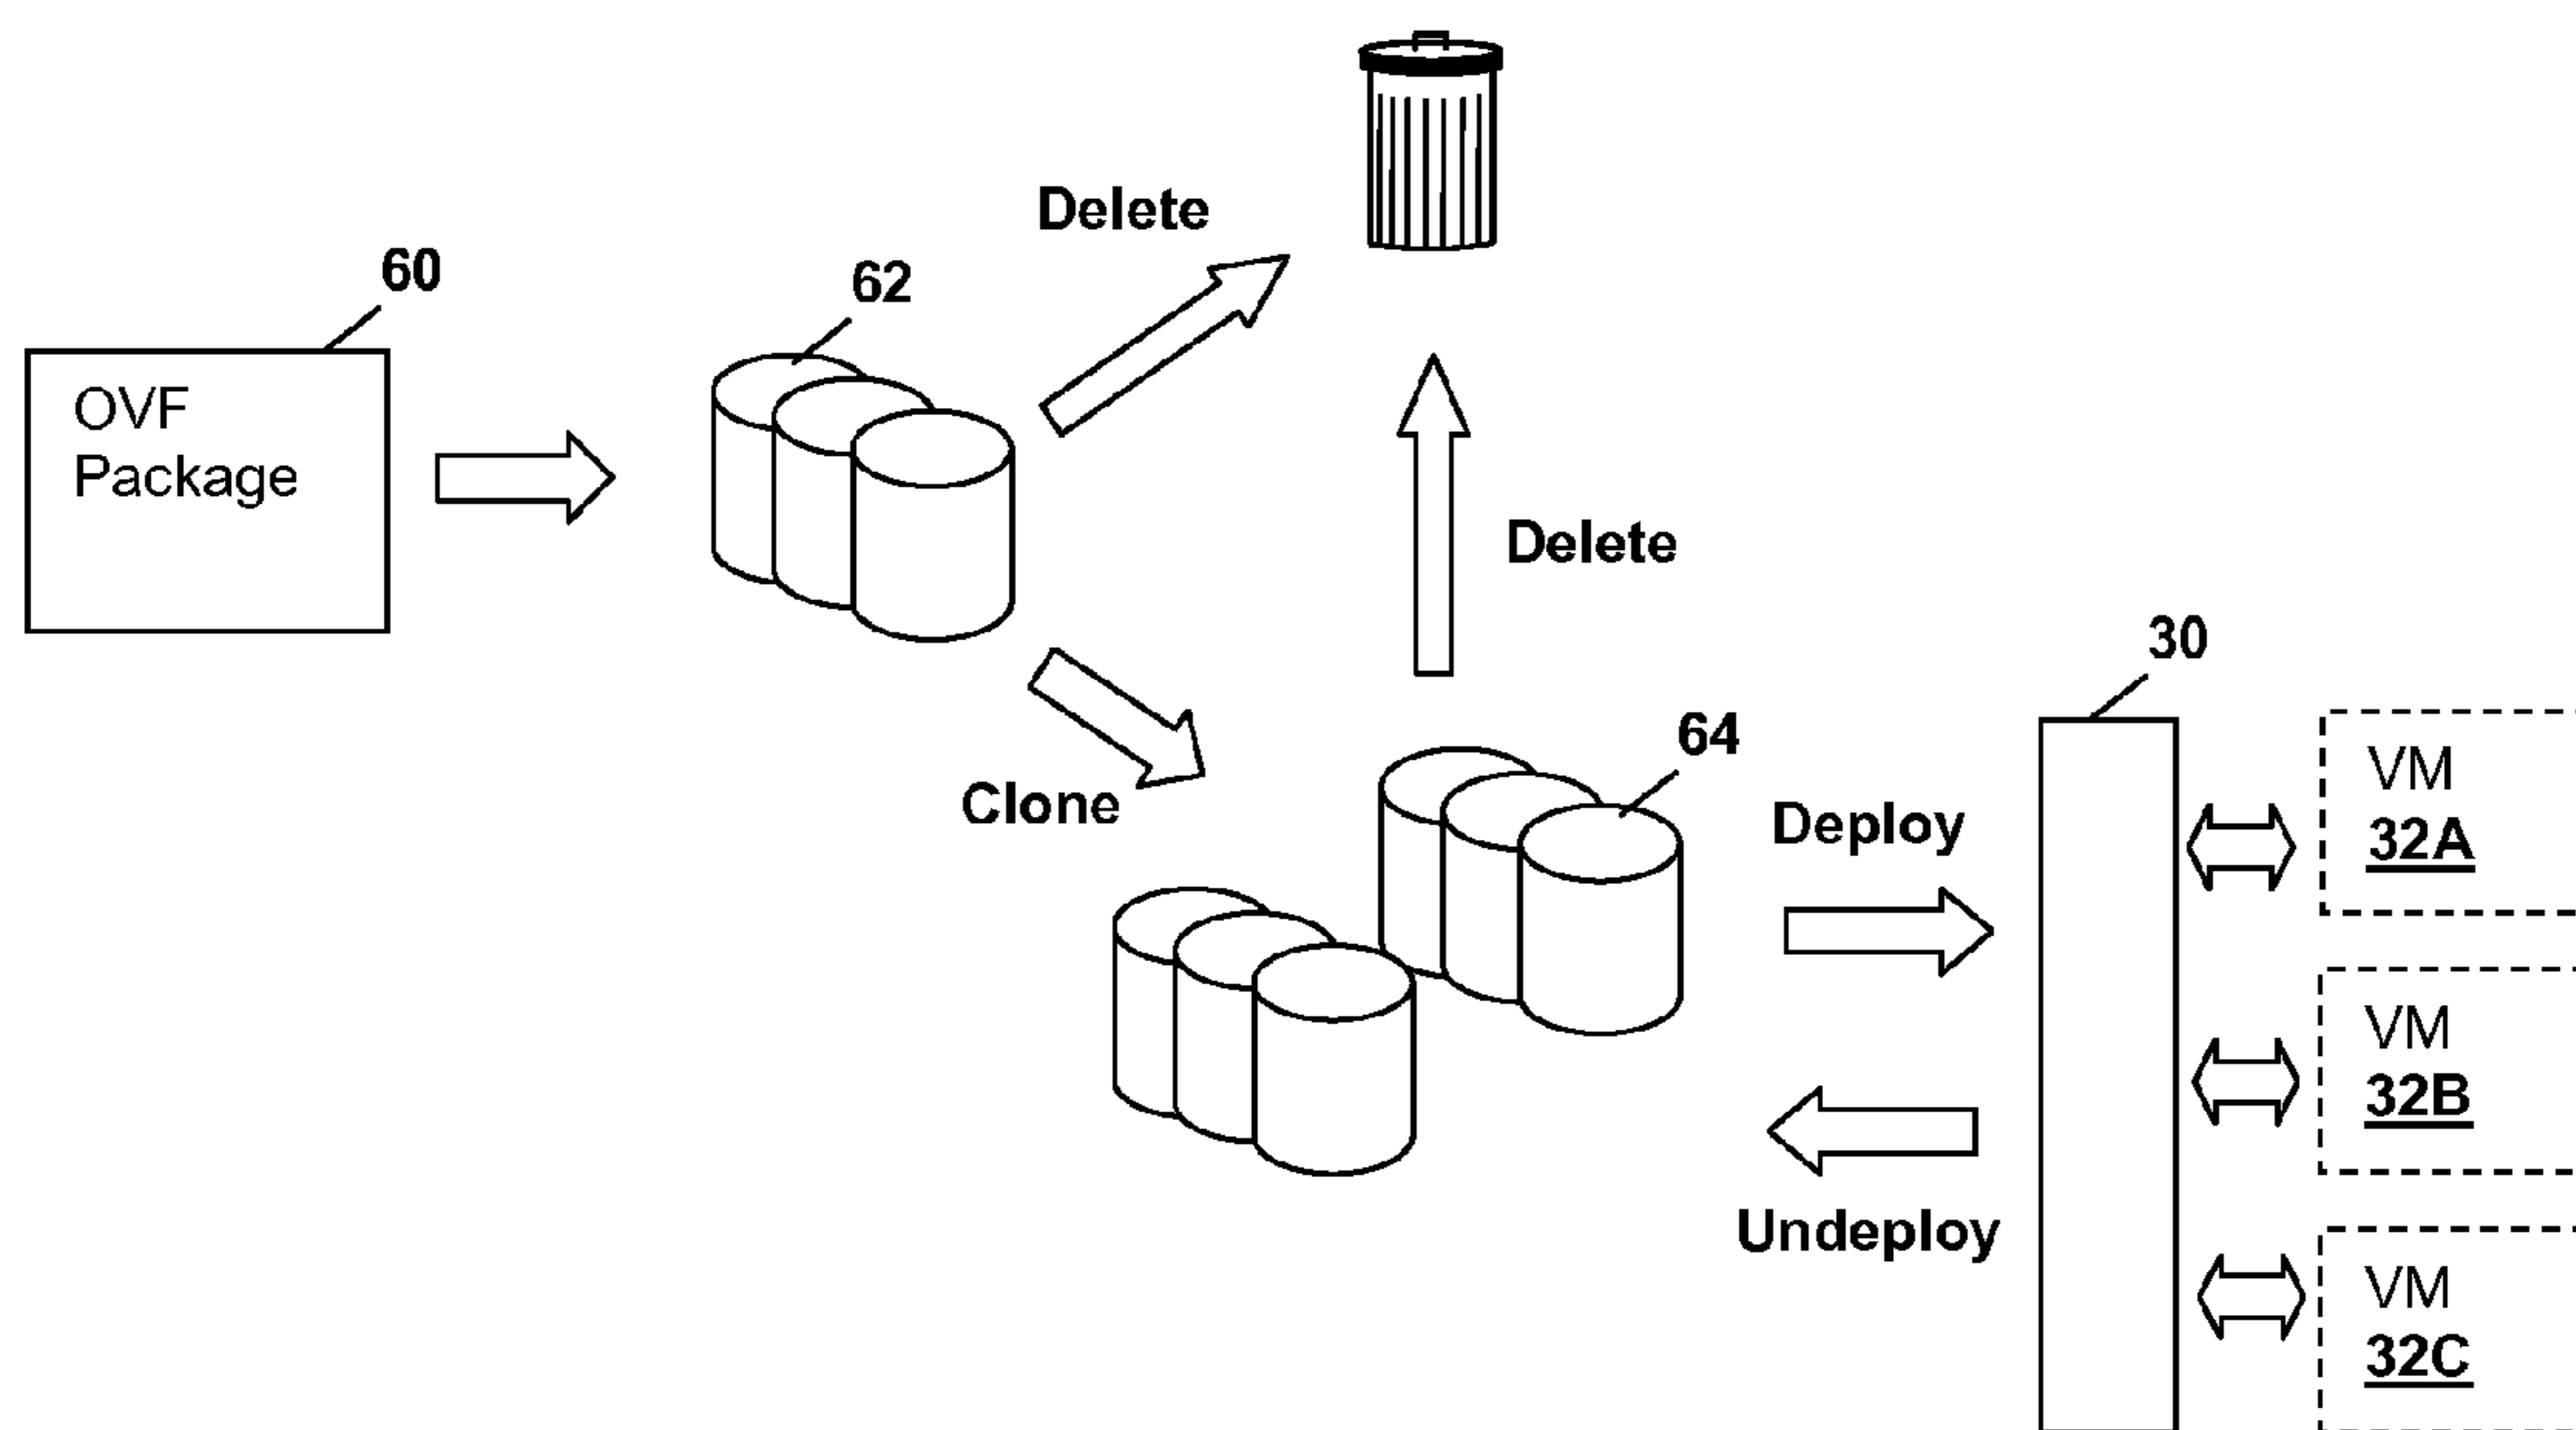 Delete
60
62
OVF
Package
Delete
30
64
Clone
Deploy
VM
32A
VM
32B
Undeploy
VM
32C